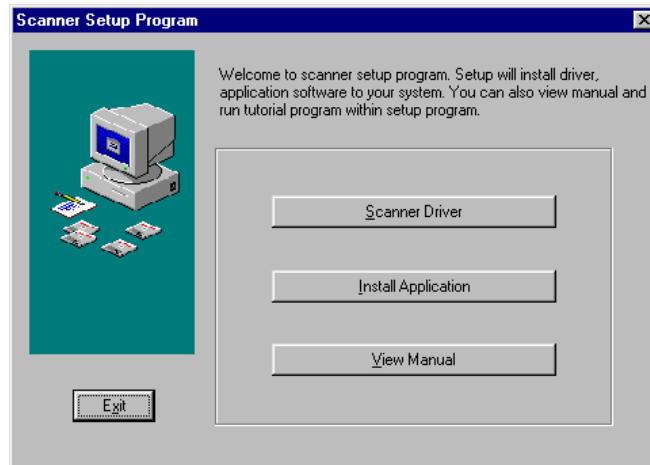 Scanner Setup Program
Welcome to scanner setup program. Setup will install driver,
application software to your system. You can also view manual and
run tutorial program within setup program.
Scanner Driver
Install Application
View Manual
Exit